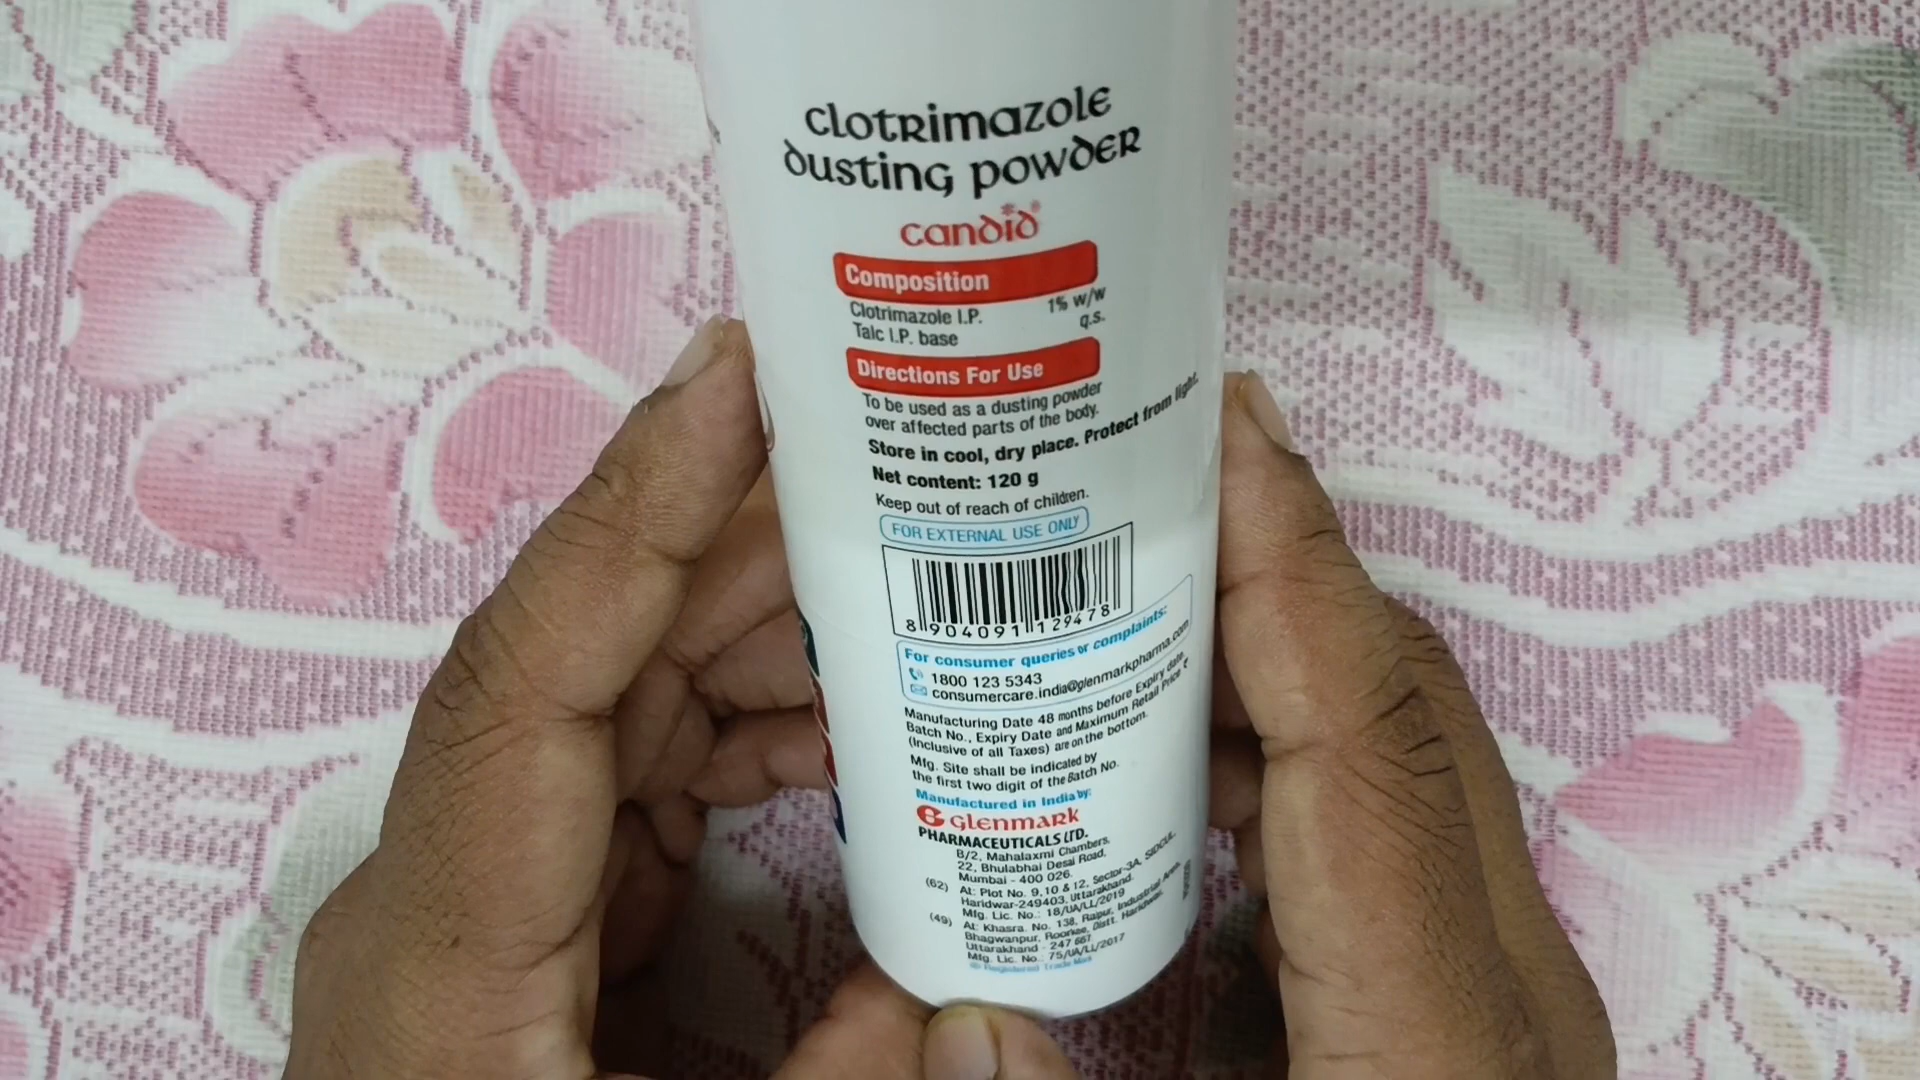 clotrimazole
dusting powder
candid®
Composition
Clotrimazole I.P. 1% w/w
Talc I.P. base q.s.
Directions For Use
To be used as a dusting powder
over affected parts of the body.
Store in cool, dry place. Protect from light.
Net content: 120 g
Keep out of reach of children.
FOR EXTERNAL USE ONLY
8 904091 129478
For consumer queries or complaints:
1800 123 5343
consumercare.india@glenmarkpharma.com
Manufacturing Date 48 months before Expiry date.
Batch No., Expiry Date and Maximum Retail Price
(Inclusive of all Taxes) are on the bottom.
Mfg. Site shall be indicated by
the first two digit of the Batch No.
Manufactured in India by:
glenmark
PHARMACEUTICALS LTD.
B/2, Mahalaxmi Chambers,
22, Bhulabhai Desai Road,
Mumbai - 400 026.
(62) At: Plot No. 9,10 & 12, Sector-3A, SIDCUL,
Haridwar-249403, Uttarakhand.
Mfg. Lic. No.: 18/UA/LL/2019
(49) At: Khasra. No. 138, Raipur, Industrial Area,
Bhagwanpur, Roorkee, Distt. Haridwar,
Uttarakhand - 247 667
Mfg. Lic. No.: 75/UA/LL/2017
® Registered Trade Mark